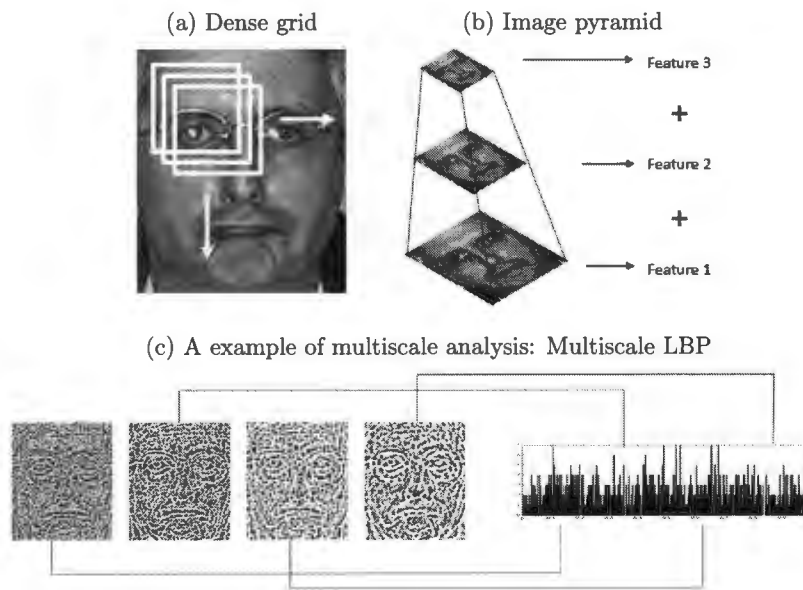 (a) Dense grid
(b) Image pyramid
Feature 3
+
Feature 2
+
Feature 1
(c) A example of multiscale analysis: Multiscale LBP